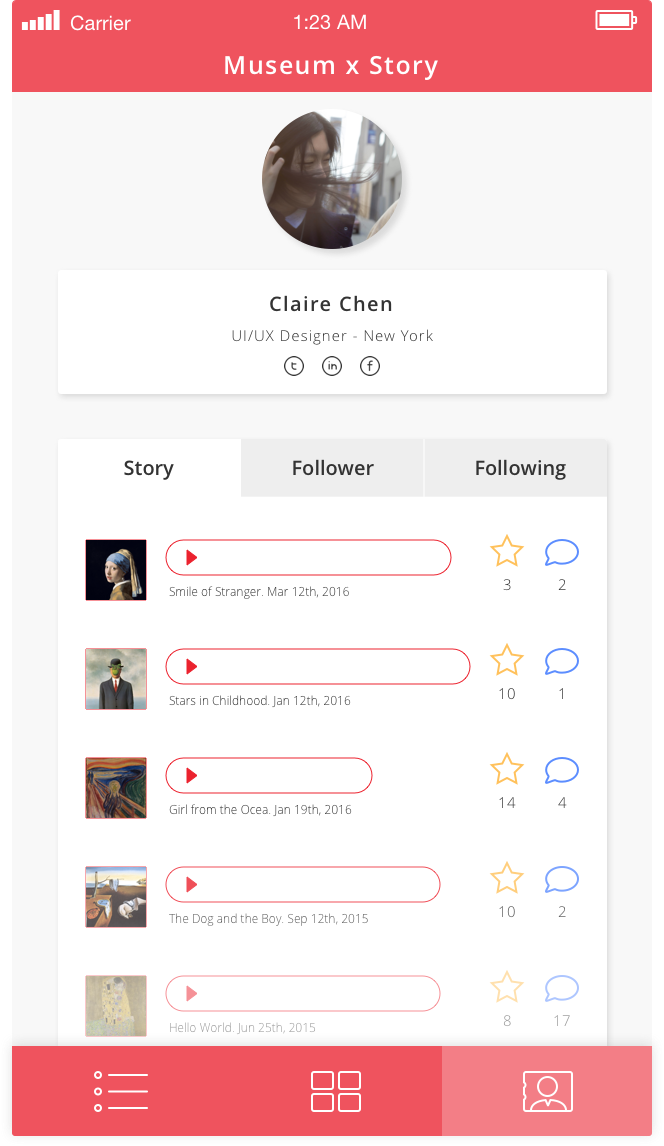 Carrier
1:23 AM
Museum x Story
Claire Chen
UI/UX Designer - New York
t in f
Story
Follower
Following
3
2
Smile of Stranger. Mar 12th, 2016
10
1
Stars in Childhood. Jan 12th, 2016
14
4
Girl from the Ocea. Jan 19th, 2016
10
2
The Dog and the Boy. Sep 12th, 2015
8
17
Hello World. Jun 25th, 2015